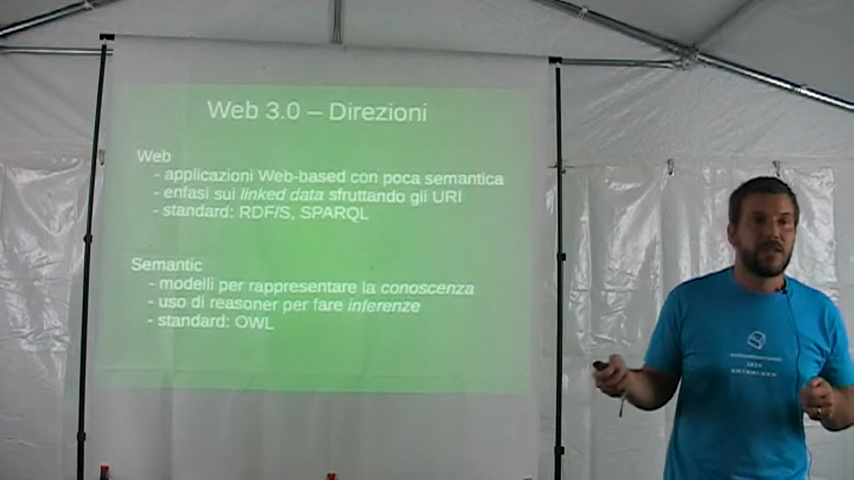 Web 3.0 – Direzioni
Web
- applicazioni Web-based con poca semantica
- enfasi sui linked data sfruttando gli URI
- standard: RDF/S, SPARQL
Semantic
- modelli per rappresentare la conoscenza
- uso di reasoner per fare inferenze
- standard: OWL